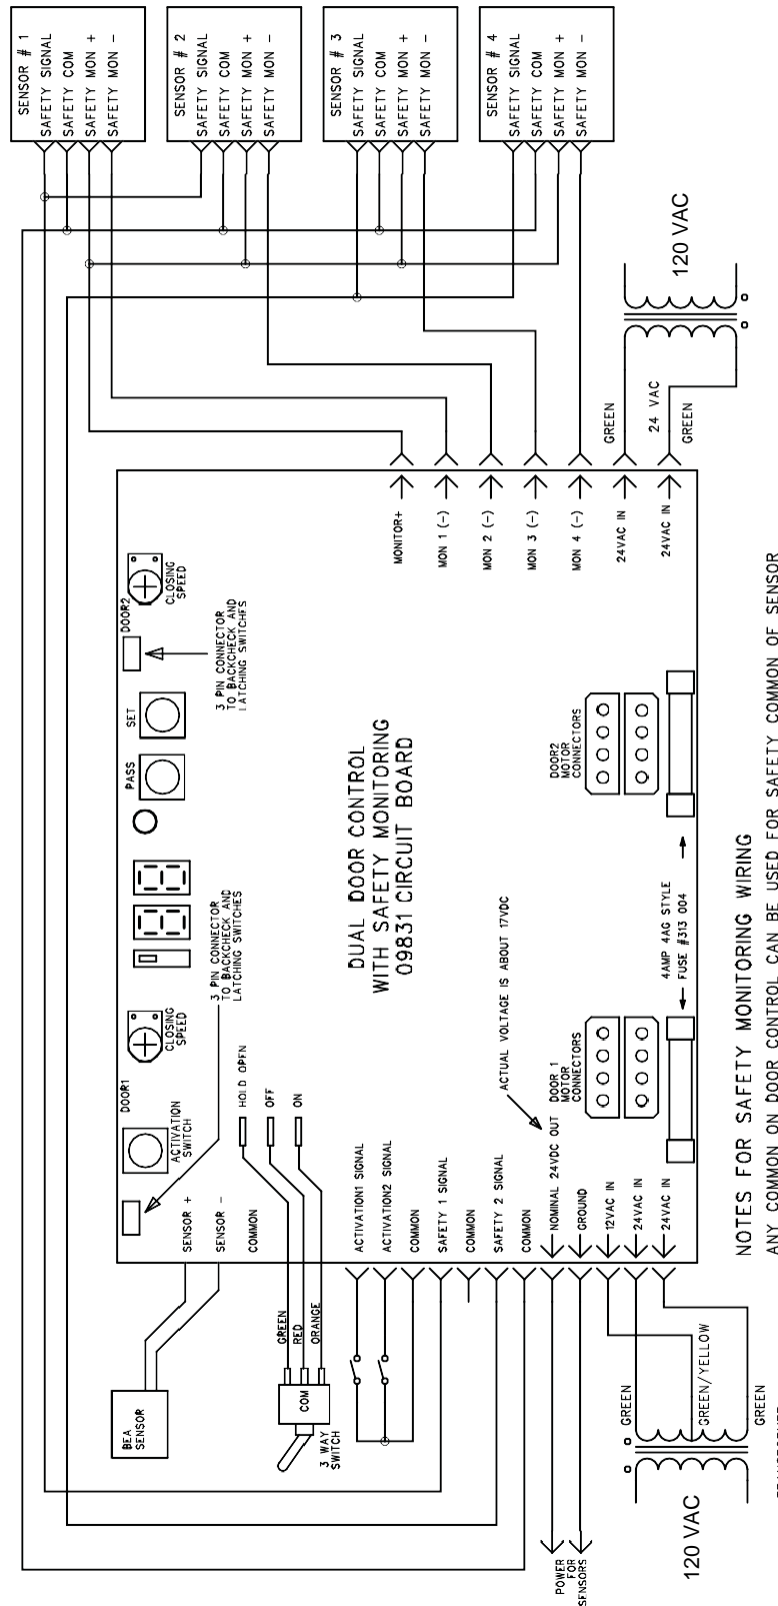 SENSOR # 1
SAFETY SIGNAL
SAFETY COM
SAFETY MON +
SAFETY MON -
SENSOR # 2
SAFETY SIGNAL
SAFETY COM
SAFETY MON +
SAFETY MON -
SENSOR # 3
SAFETY SIGNAL
SAFETY COM
SAFETY MON +
SAFETY MON -
SENSOR # 4
SAFETY SIGNAL
SAFETY COM
SAFETY MON +
SAFETY MON -
120 VAC
GREEN
24 VAC
GREEN
MONITOR+
MON 1 (-)
MON 2 (-)
MON 3 (-)
MON 4 (-)
24VAC IN
24VAC IN
DOOR2
CLOSING
SPEED
3 PIN CONNECTOR
TO BACKCHECK AND
LATCHING SWITCHES
SET
PASS
DUAL DOOR CONTROL
WITH SAFETY MONITORING
09831 CIRCUIT BOARD
DOOR2
MOTOR
CONNECTORS
3 PIN CONNECTOR
TO BACKCHECK AND
LATCHING SWITCHES
CLOSING
SPEED
DOOR1
ACTIVATION
SWITCH
ACTUAL VOLTAGE IS ABOUT 17VDC
4AMP 4AG STYLE
FUSE #313 004
DOOR 1
MOTOR
CONNECTORS
SENSOR +
SENSOR -
COMMON
HOLD OPEN
OFF
ON
ACTIVATION1 SIGNAL
ACTIVATION2 SIGNAL
COMMON
SAFETY 1 SIGNAL
COMMON
SAFETY 2 SIGNAL
COMMON
NOMINAL 24VDC OUT
GROUND
12VAC IN
24VAC IN
24VAC IN
BEA
SENSOR
GREEN
RED
ORANGE
COM
3 WAY
SWITCH
POWER
FOR
SENSORS
GREEN
GREEN/YELLOW
GREEN
120 VAC
NOTES FOR SAFETY MONITORING WIRING
ANY COMMON ON DOOR CONTROL CAN BE USED FOR SAFETY COMMON OF SENSOR